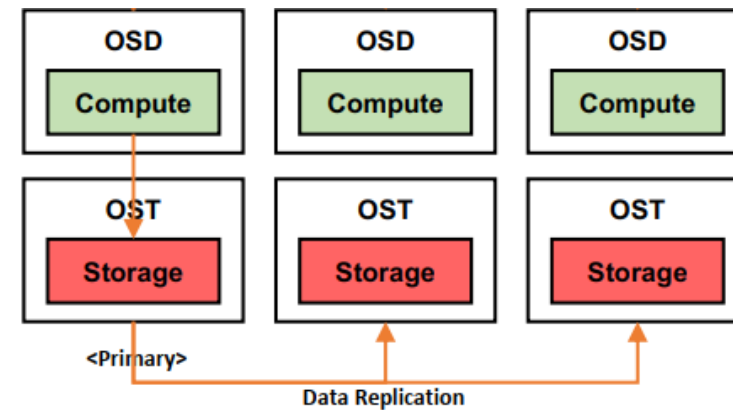 OSD OSD OSD
Compute Compute Compute
OST OST OST
Storage Storage Storage
<Primary>
Data Replication